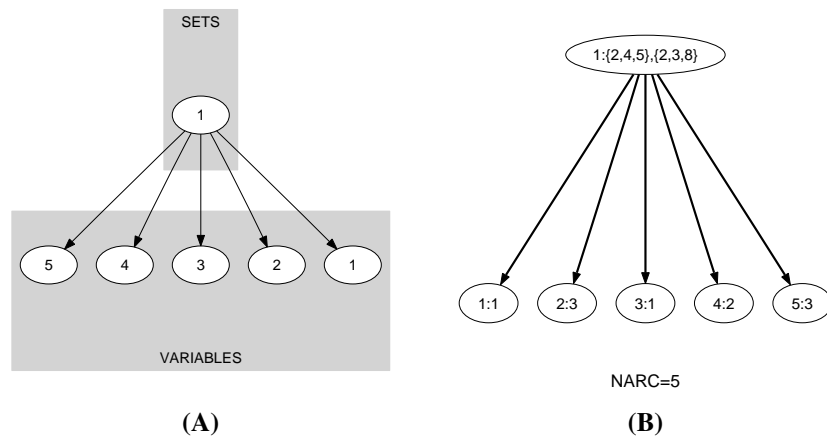 SETS
1
5 4 3 2 1
VARIABLES
(A)
1:{2,4,5},{2,3,8}
1:1 2:3 3:1 4:2 5:3
NARC=5
(B)